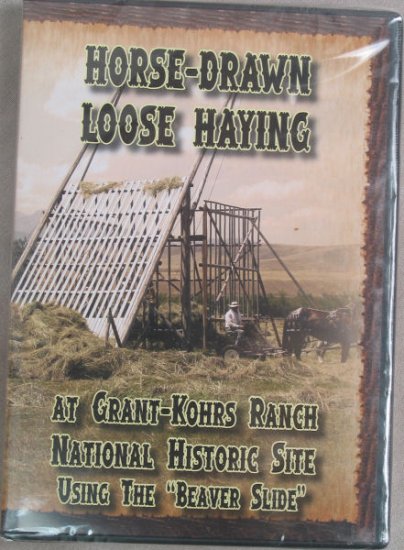 Horse-Drawn
Loose Haying
at Grant-Kohrs Ranch
National Historic Site
Using The "Beaver Slide"